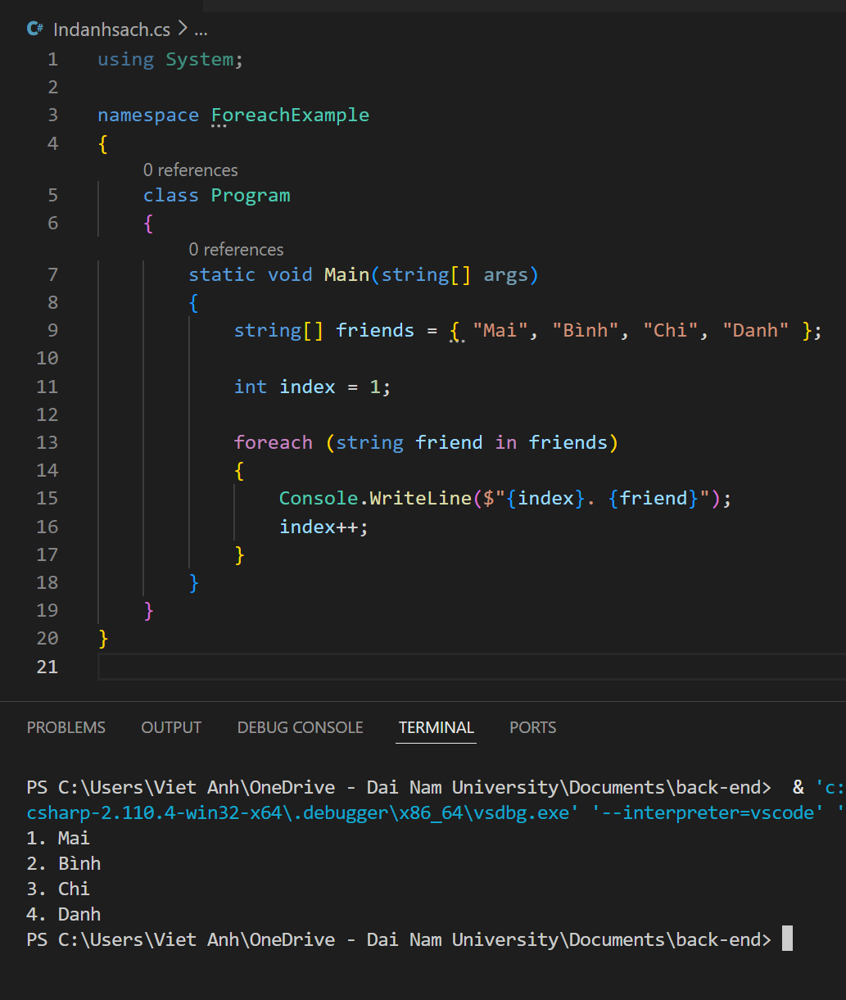 C# Indanhsach.cs > ...
1 using System;
2
3 namespace ForeachExample
4 {
0 references
5 class Program
6 {
0 references
7 static void Main(string[] args)
8 {
9 string[] friends = { "Mai", "Bình", "Chi", "Danh" };
10
11 int index = 1;
12
13 foreach (string friend in friends)
14 {
15 Console.WriteLine($"{index}. {friend}");
16 index++;
17 }
18 }
19 }
20 }
21
PROBLEMS OUTPUT DEBUG CONSOLE TERMINAL PORTS
PS C:\Users\Viet Anh\OneDrive - Dai Nam University\Documents\back-end>  & 'c:
csharp-2.110.4-win32-x64\.debugger\x86_64\vsdbg.exe' '--interpreter=vscode' '
1. Mai
2. Bình
3. Chi
4. Danh
PS C:\Users\Viet Anh\OneDrive - Dai Nam University\Documents\back-end>